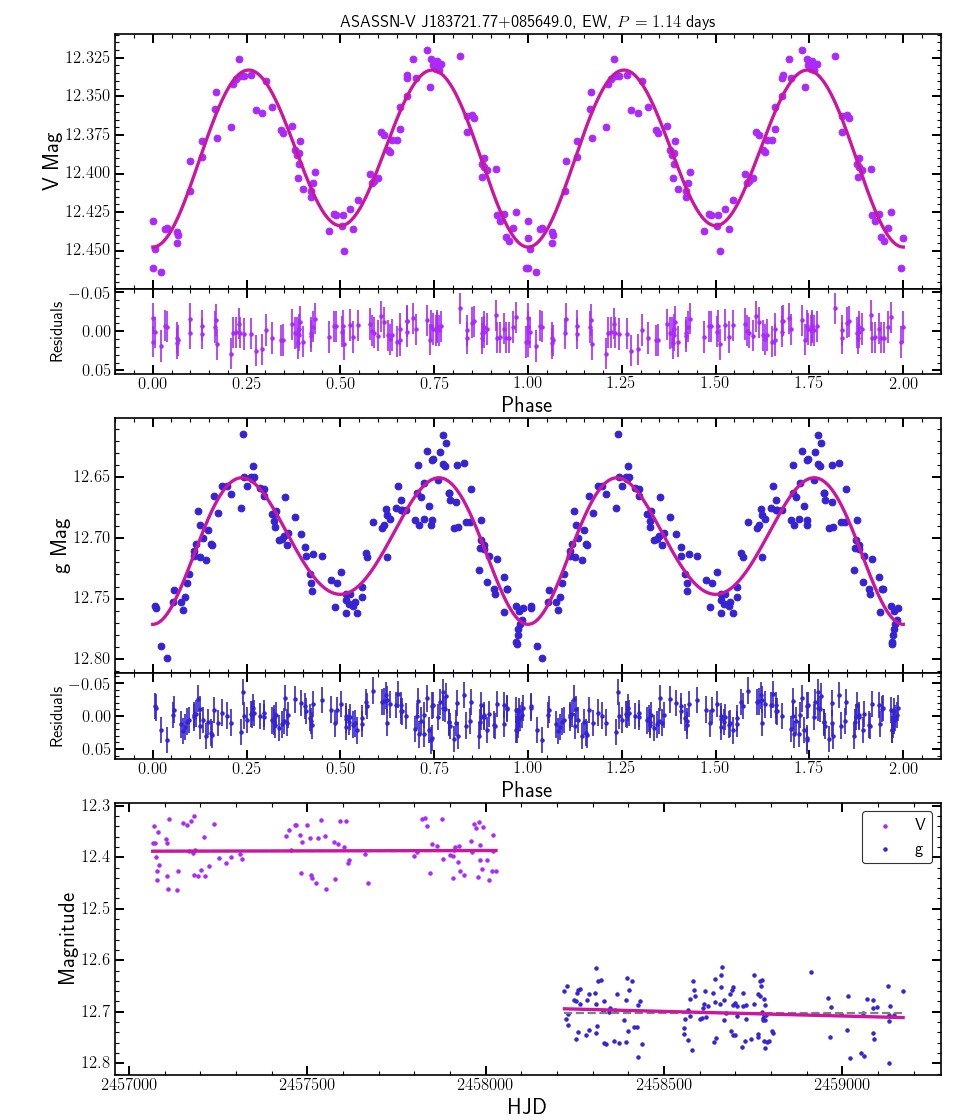 ASASSN-V J183721.77+085649.0, EW, P = 1.14 days
V Mag
12.325
12.350
12.375
12.400
12.425
12.450
Residuals
−0.05
0.00
0.05
0.00 0.25 0.50 0.75 1.00 1.25 1.50 1.75 2.00
Phase
g Mag
12.65
12.70
12.75
12.80
Residuals
−0.05
0.00
0.05
0.00 0.25 0.50 0.75 1.00 1.25 1.50 1.75 2.00
Phase
Magnitude
12.3
12.4
12.5
12.6
12.7
12.8
V
g
2457000 2457500 2458000 2458500 2459000
HJD